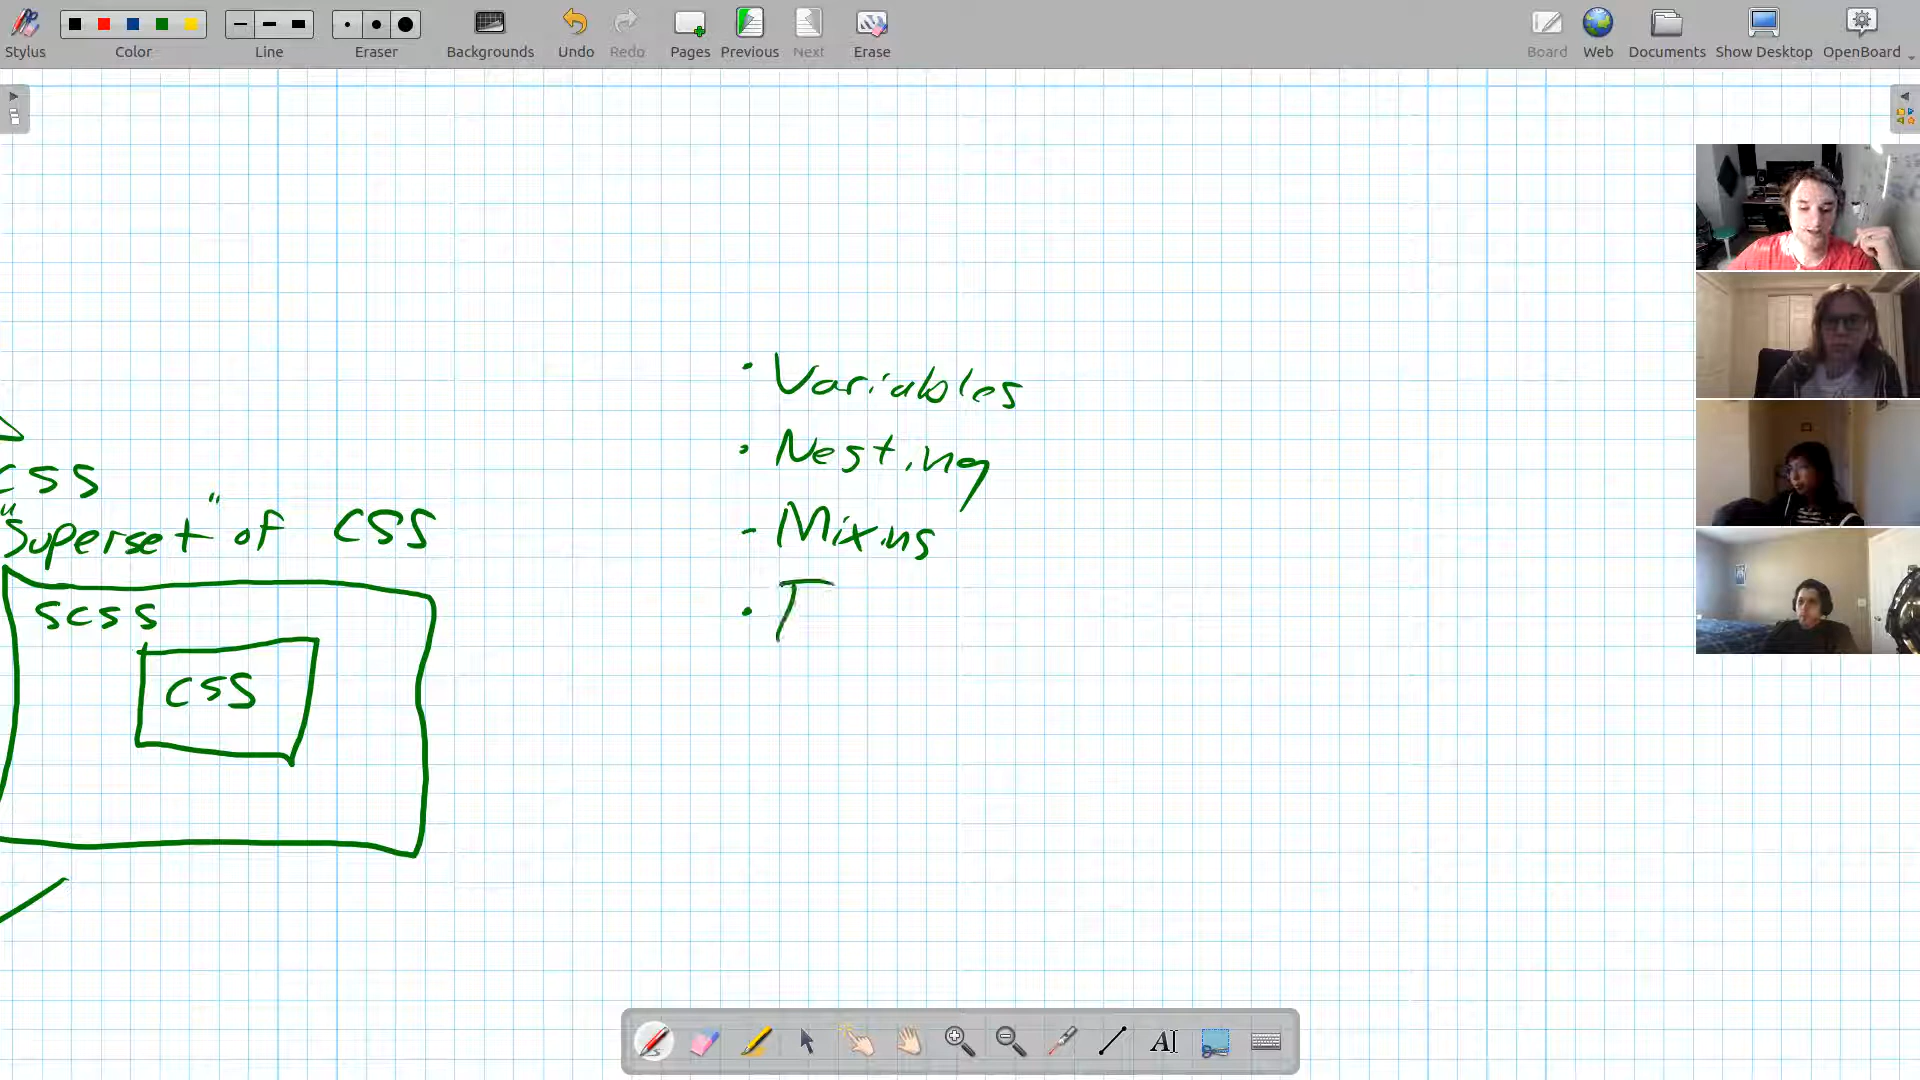 Stylus Color Line Eraser Backgrounds Undo Redo Pages Previous Next Erase Board Web Documents Show Desktop OpenBoard
css
"Superset" of CSS
SCSS
CSS
· Variables
· Nesting
- Mixins
·
AI